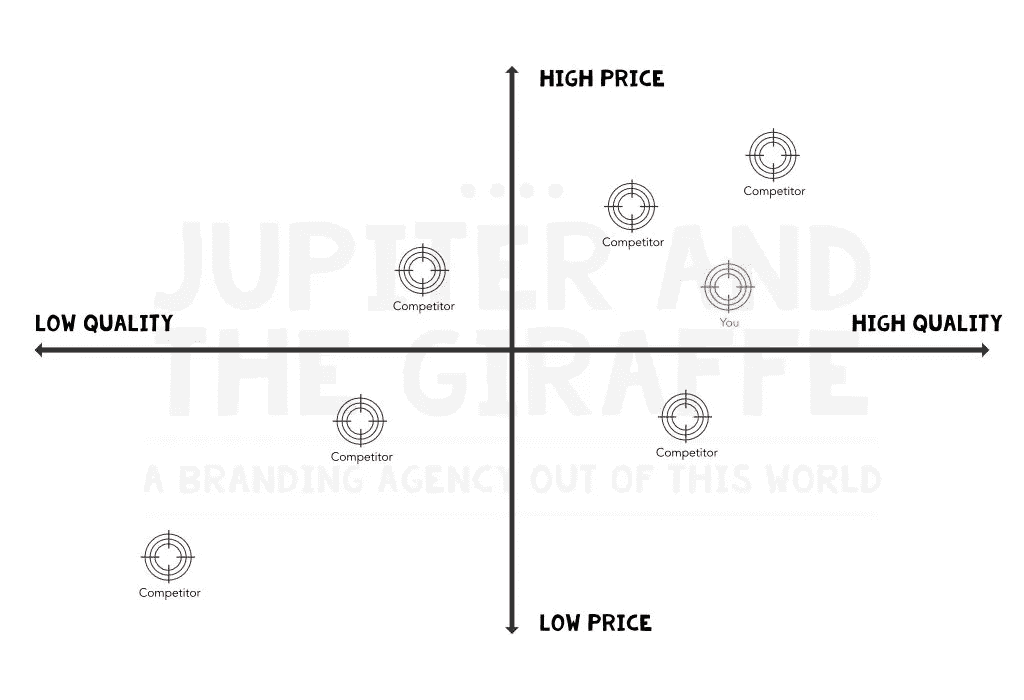 HIGH PRICE
Competitor
Competitor
JUPITER AND
Competitor
You
LOW QUALITY
HIGH QUALITY
THE GIRAFFE
Competitor
Competitor
A BRANDING AGENCY OUT OF THIS WORLD
Competitor
LOW PRICE